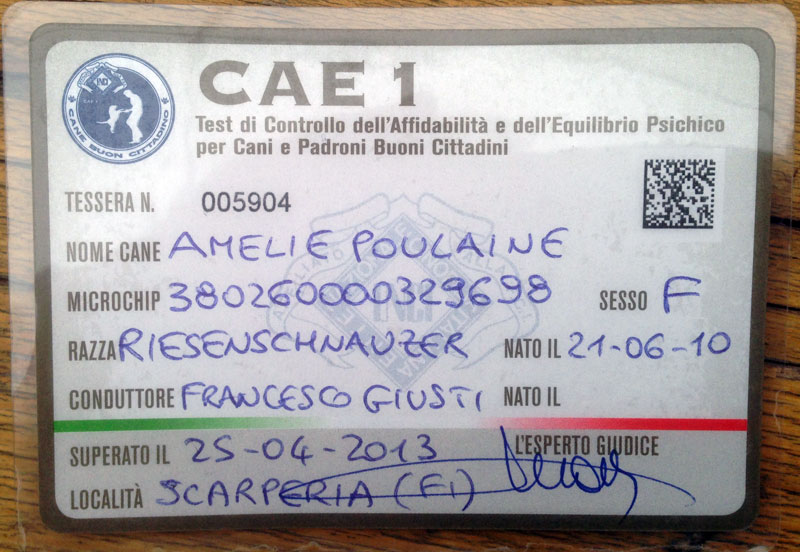 CAE 1
Test di Controllo dell'Affidabilità e dell'Equilibrio Psichico
per Cani e Padroni Buoni Cittadini
CANE BUON CITTADINO
TESSERA N. 005904
NOME CANE AMELIE POULAINE
MICROCHIP 380260000329698 SESSO F
RAZZA RIESENSCHNAUZER NATO IL 21-06-10
CONDUTTORE FRANCESCO GIUSTI NATO IL
SUPERATO IL 25-04-2013 L'ESPERTO GIUDICE
LOCALITÀ SCARPERIA (FI)